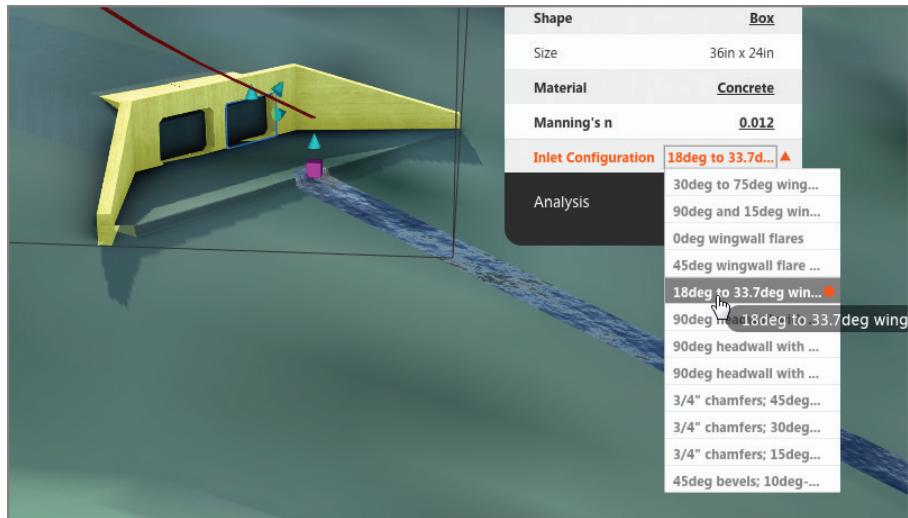 Shape Box
Size 36in x 24in
Material Concrete
Manning's n 0.012
Inlet Configuration 18deg to 33.7d...
Analysis
30deg to 75deg wing...
90deg and 15deg win...
0deg wingwall flares
45deg wingwall flare ...
18deg to 33.7deg win...
18deg to 33.7deg wing
90deg
90deg headwall with ...
90deg headwall with ...
3/4" chamfers; 45deg...
3/4" chamfers; 30deg...
3/4" chamfers; 15deg...
45deg bevels; 10deg-...